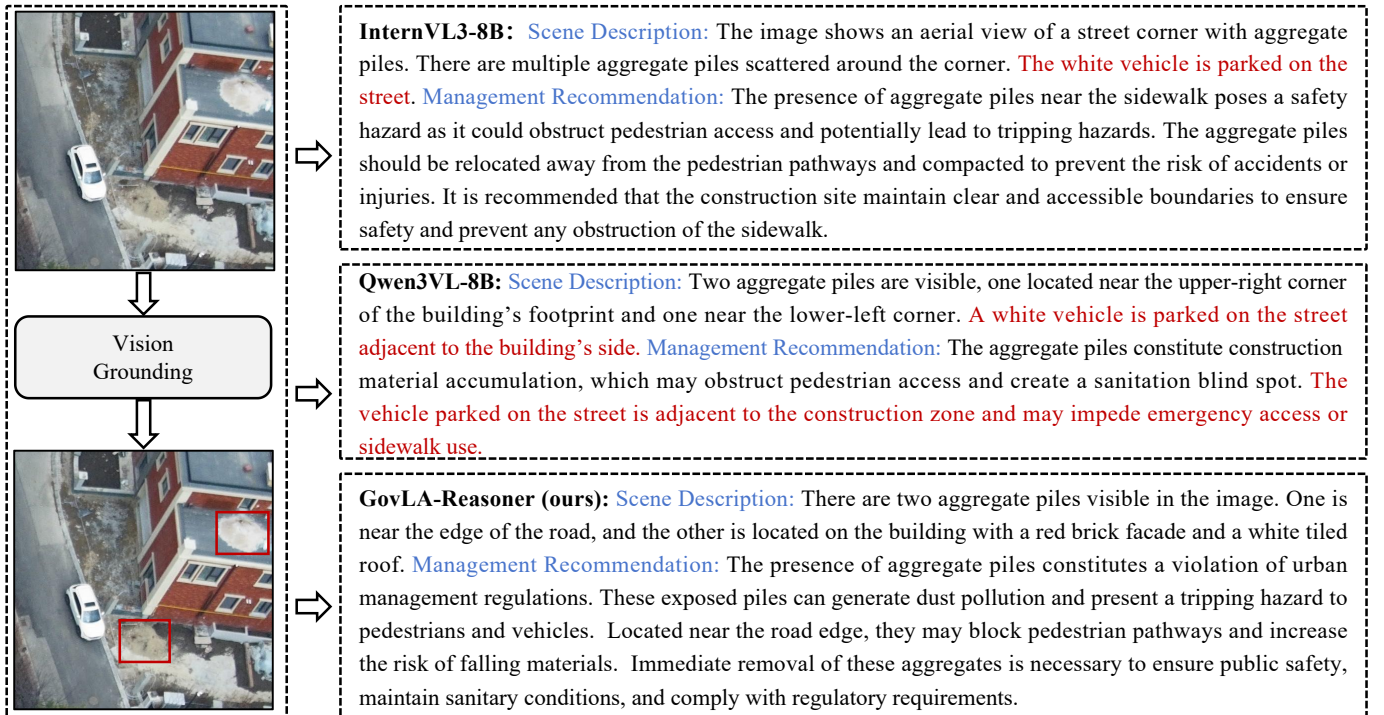 InternVL3-8B: Scene Description: The image shows an aerial view of a street corner with aggregate
piles. There are multiple aggregate piles scattered around the corner. The white vehicle is parked on the
street. Management Recommendation: The presence of aggregate piles near the sidewalk poses a safety
hazard as it could obstruct pedestrian access and potentially lead to tripping hazards. The aggregate piles
should be relocated away from the pedestrian pathways and compacted to prevent the risk of accidents or
injuries. It is recommended that the construction site maintain clear and accessible boundaries to ensure
safety and prevent any obstruction of the sidewalk.
Vision
Grounding
Qwen3VL-8B: Scene Description: Two aggregate piles are visible, one located near the upper-right corner
of the building’s footprint and one near the lower-left corner. A white vehicle is parked on the street
adjacent to the building’s side. Management Recommendation: The aggregate piles constitute construction
material accumulation, which may obstruct pedestrian access and create a sanitation blind spot. The
vehicle parked on the street is adjacent to the construction zone and may impede emergency access or
sidewalk use.
GovLA-Reasoner (ours): Scene Description: There are two aggregate piles visible in the image. One is
near the edge of the road, and the other is located on the building with a red brick facade and a white tiled
roof. Management Recommendation: The presence of aggregate piles constitutes a violation of urban
management regulations. These exposed piles can generate dust pollution and present a tripping hazard to
pedestrians and vehicles. Located near the road edge, they may block pedestrian pathways and increase
the risk of falling materials. Immediate removal of these aggregates is necessary to ensure public safety,
maintain sanitary conditions, and comply with regulatory requirements.